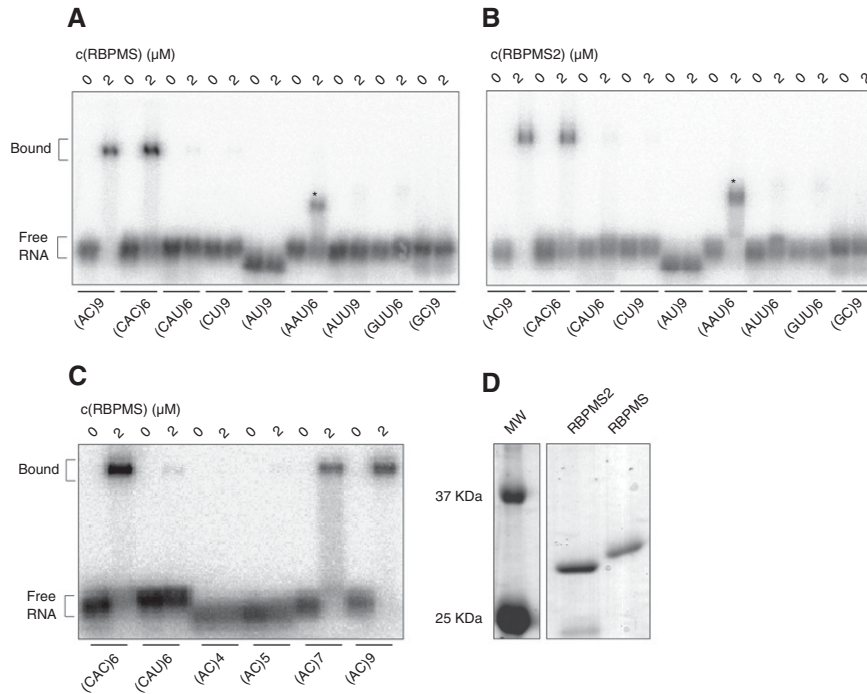 A
c(RBPMS) (µM)
0 2 0 2 0 2 0 2 0 2 0 2 0 2 0 2 0 2
Bound
Free
RNA
*
(AC)9 (CAC)6 (CAU)6 (CU)9 (AU)9 (AAU)6 (AUU)6 (GUU)6 (GC)9
B
c(RBPMS2) (µM)
0 2 0 2 0 2 0 2 0 2 0 2 0 2 0 2 0 2
*
(AC)9 (CAC)6 (CAU)6 (CU)9 (AU)9 (AAU)6 (AUU)6 (GUU)6 (GC)9
C
c(RBPMS) (µM)
0 2 0 2 0 2 0 2 0 2 0 2
Bound
Free
RNA
(CAC)6 (CAU)6 (AC)4 (AC)5 (AC)7 (AC)9
D
MW RBPMS2 RBPMS
37 KDa
25 KDa